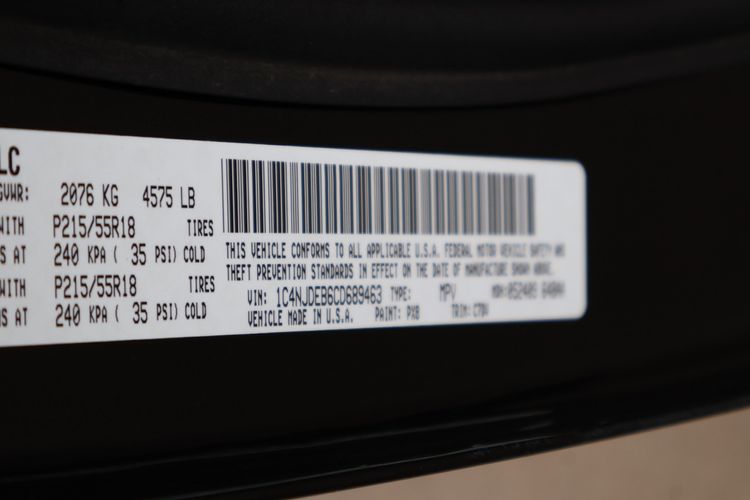 LC
GVWR: 2076 KG 4575 LB
WITH P215/55R18 TIRES
S AT 240 KPA ( 35 PSI) COLD
WITH P215/55R18 TIRES
S AT 240 KPA ( 35 PSI) COLD
THIS VEHICLE CONFORMS TO ALL APPLICABLE U.S.A. FEDERAL MOTOR VEHICLE SAFETY AND
THEFT PREVENTION STANDARDS IN EFFECT ON THE DATE OF MANUFACTURE SHOWN ABOVE.
VIN: 1C4NJDEB6CD689463 TYPE: MPV MDH:
VEHICLE MADE IN U.S.A. PAINT: PX8 TRIM: